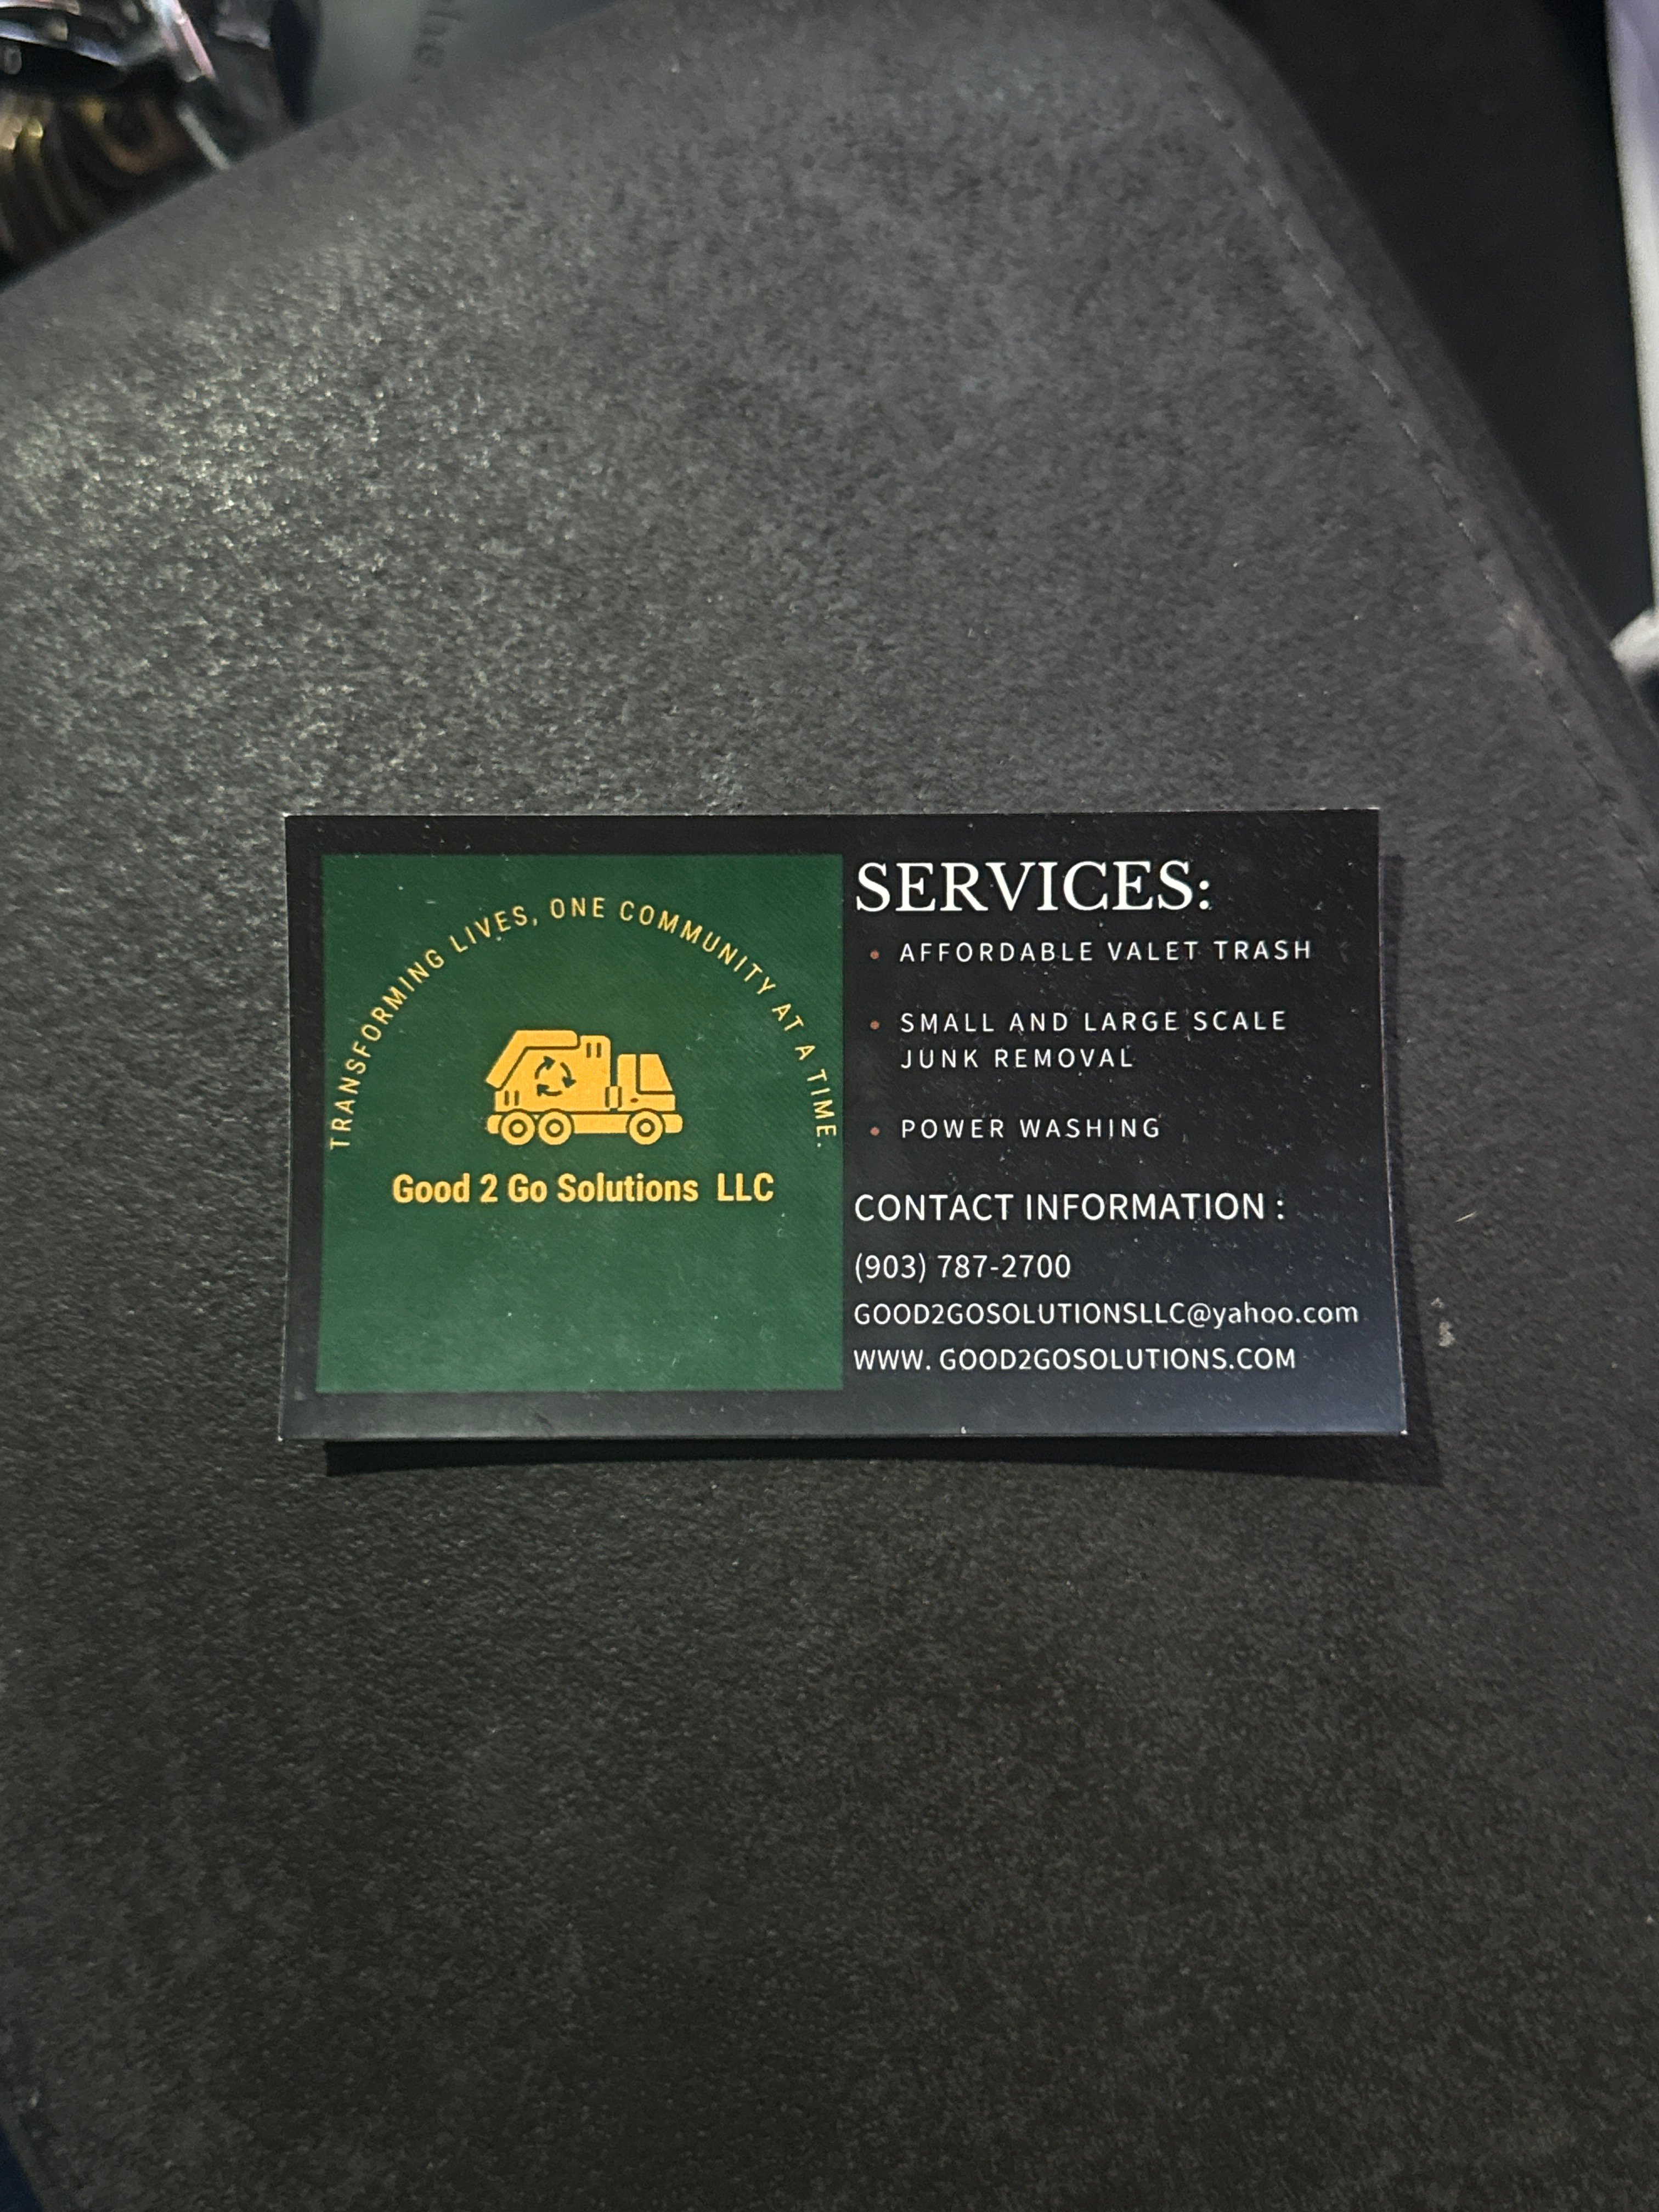 TRANSFORMING LIVES, ONE COMMUNITY AT A TIME.
Good 2 Go Solutions LLC
SERVICES:
• AFFORDABLE VALET TRASH
• SMALL AND LARGE SCALE
JUNK REMOVAL
• POWER WASHING
CONTACT INFORMATION :
(903) 787-2700
GOOD2GOSOLUTIONSLLC@yahoo.com
WWW. GOOD2GOSOLUTIONS.COM